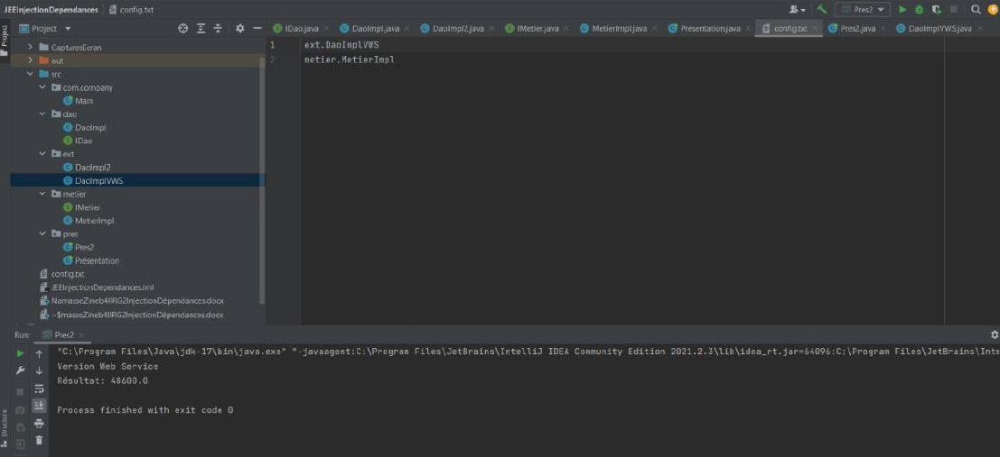 JEEInjectionDependances
config.txt
Pres2
Project
Project
IDao.java
DaoImpl.java
DaoImpl2.java
IMetier.java
MetierImpl.java
Présentation.java
config.txt
Pres2.java
DaoImplVWS.java
CapturesEcran
out
src
com.company
Main
dao
DaoImpl
IDao
ext
DaoImpl2
DaoImplVWS
metier
IMetier
MetierImpl
pres
Pres2
Présentation
config.txt
JEEInjectionDependances.iml
NamasseZineb4IIRG2InjectionDépendances.docx
~$masseZineb4IIRG2InjectionDépendances.docx
1 ext.DaoImplVWS
2 metier.MetierImpl
Run:
Pres2
"C:\Program Files\Java\jdk-17\bin\java.exe" "-javaagent:C:\Program Files\JetBrains\IntelliJ IDEA Community Edition 2021.2.3\lib\idea_rt.jar=64096:C:\Program Files\JetBrains\Inte
Version Web Service
Résultat: 48600.0
Process finished with exit code 0
Structure